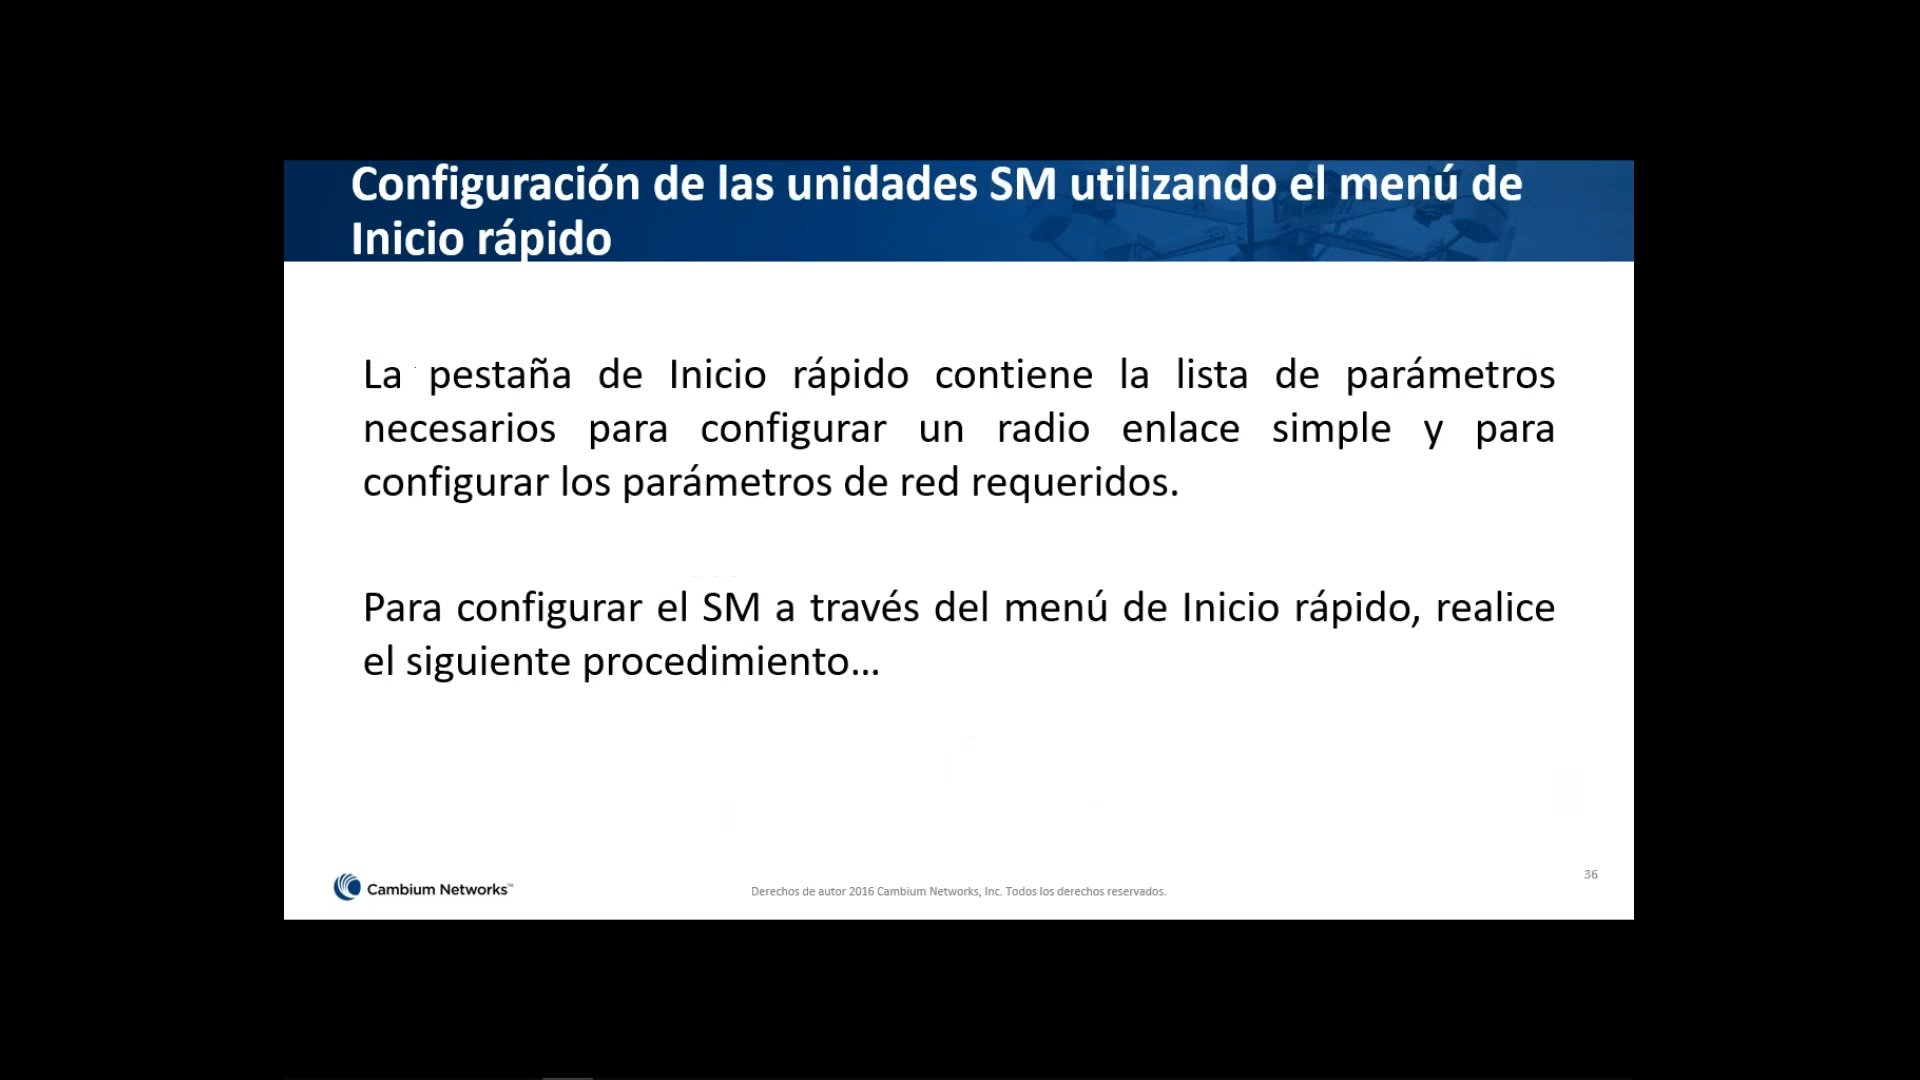 Configuración de las unidades SM utilizando el menú de
Inicio rápido
La pestaña de Inicio rápido contiene la lista de parámetros
necesarios para configurar un radio enlace simple y para
configurar los parámetros de red requeridos.
Para configurar el SM a través del menú de Inicio rápido, realice
el siguiente procedimiento...
Cambium Networks™
Derechos de autor 2016 Cambium Networks, Inc. Todos los derechos reservados.
36